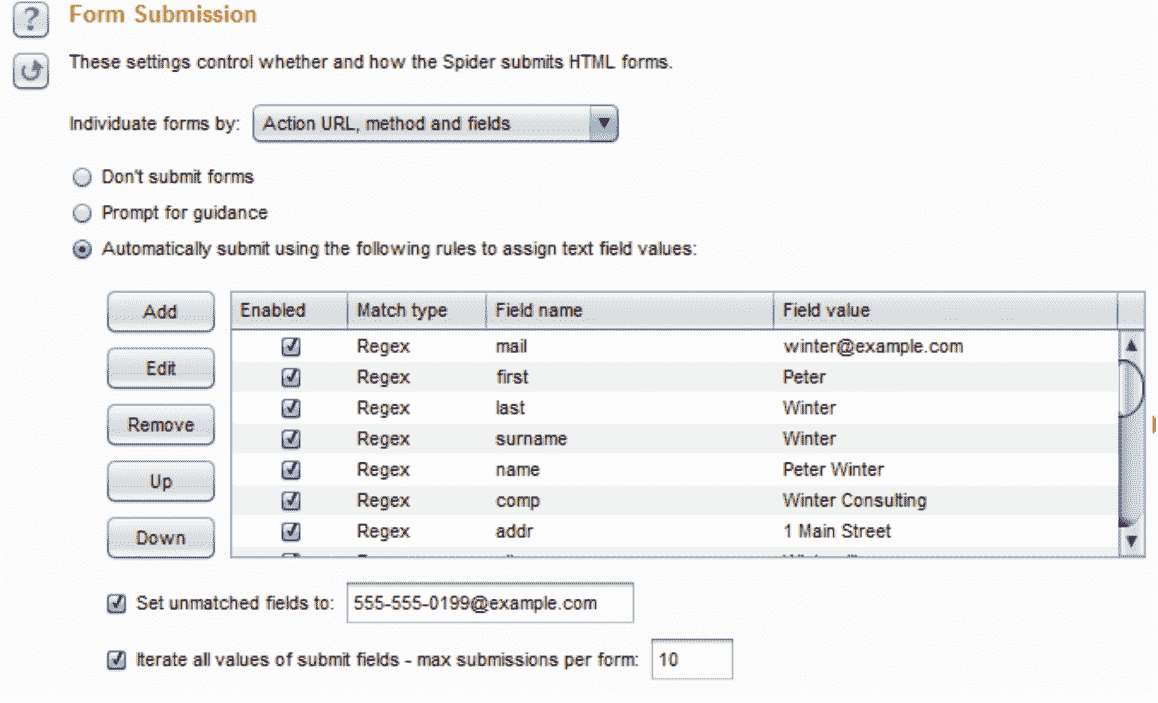 ?
Form Submission
These settings control whether and how the Spider submits HTML forms.
Individuate forms by: Action URL, method and fields
Don't submit forms
Prompt for guidance
Automatically submit using the following rules to assign text field values:
Add
Edit
Remove
Up
Down
Enabled Match type Field name Field value
Regex mail winter@example.com
Regex first Peter
Regex last Winter
Regex surname Winter
Regex name Peter Winter
Regex comp Winter Consulting
Regex addr 1 Main Street
Set unmatched fields to: 555-555-0199@example.com
Iterate all values of submit fields - max submissions per form: 10